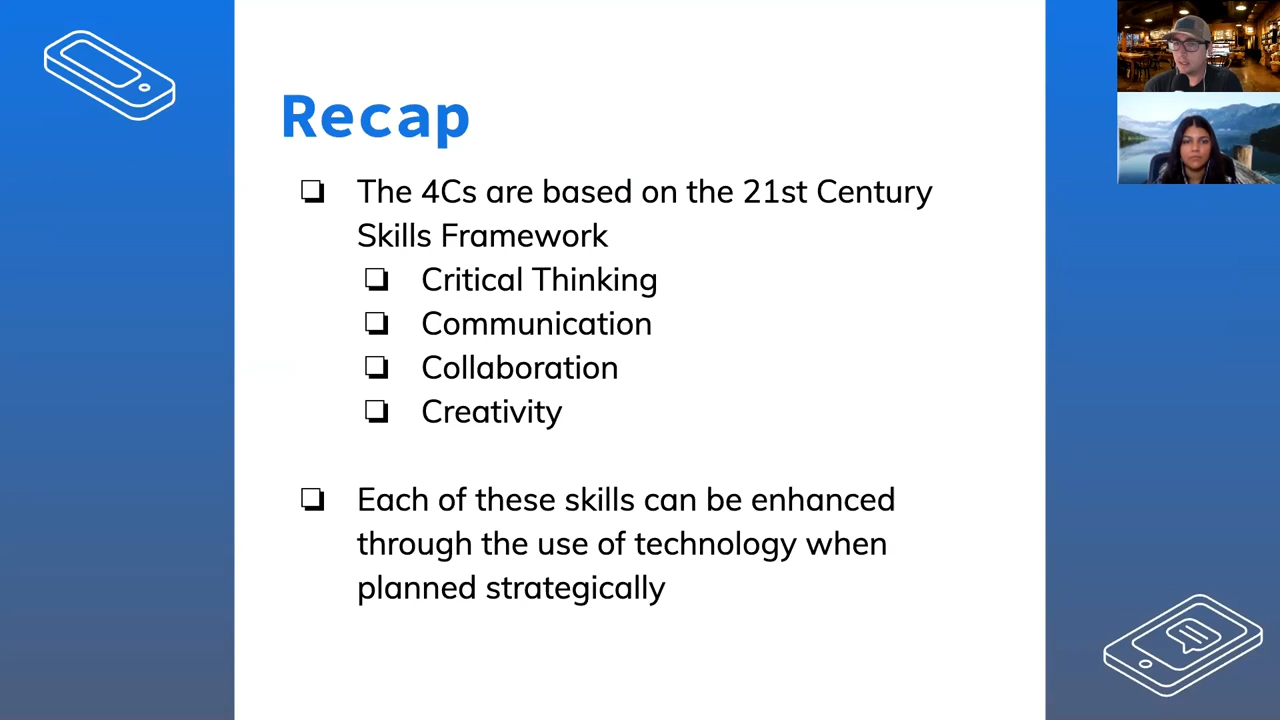 Recap
❏ The 4Cs are based on the 21st Century
Skills Framework
❏ Critical Thinking
❏ Communication
❏ Collaboration
❏ Creativity
❏ Each of these skills can be enhanced
through the use of technology when
planned strategically